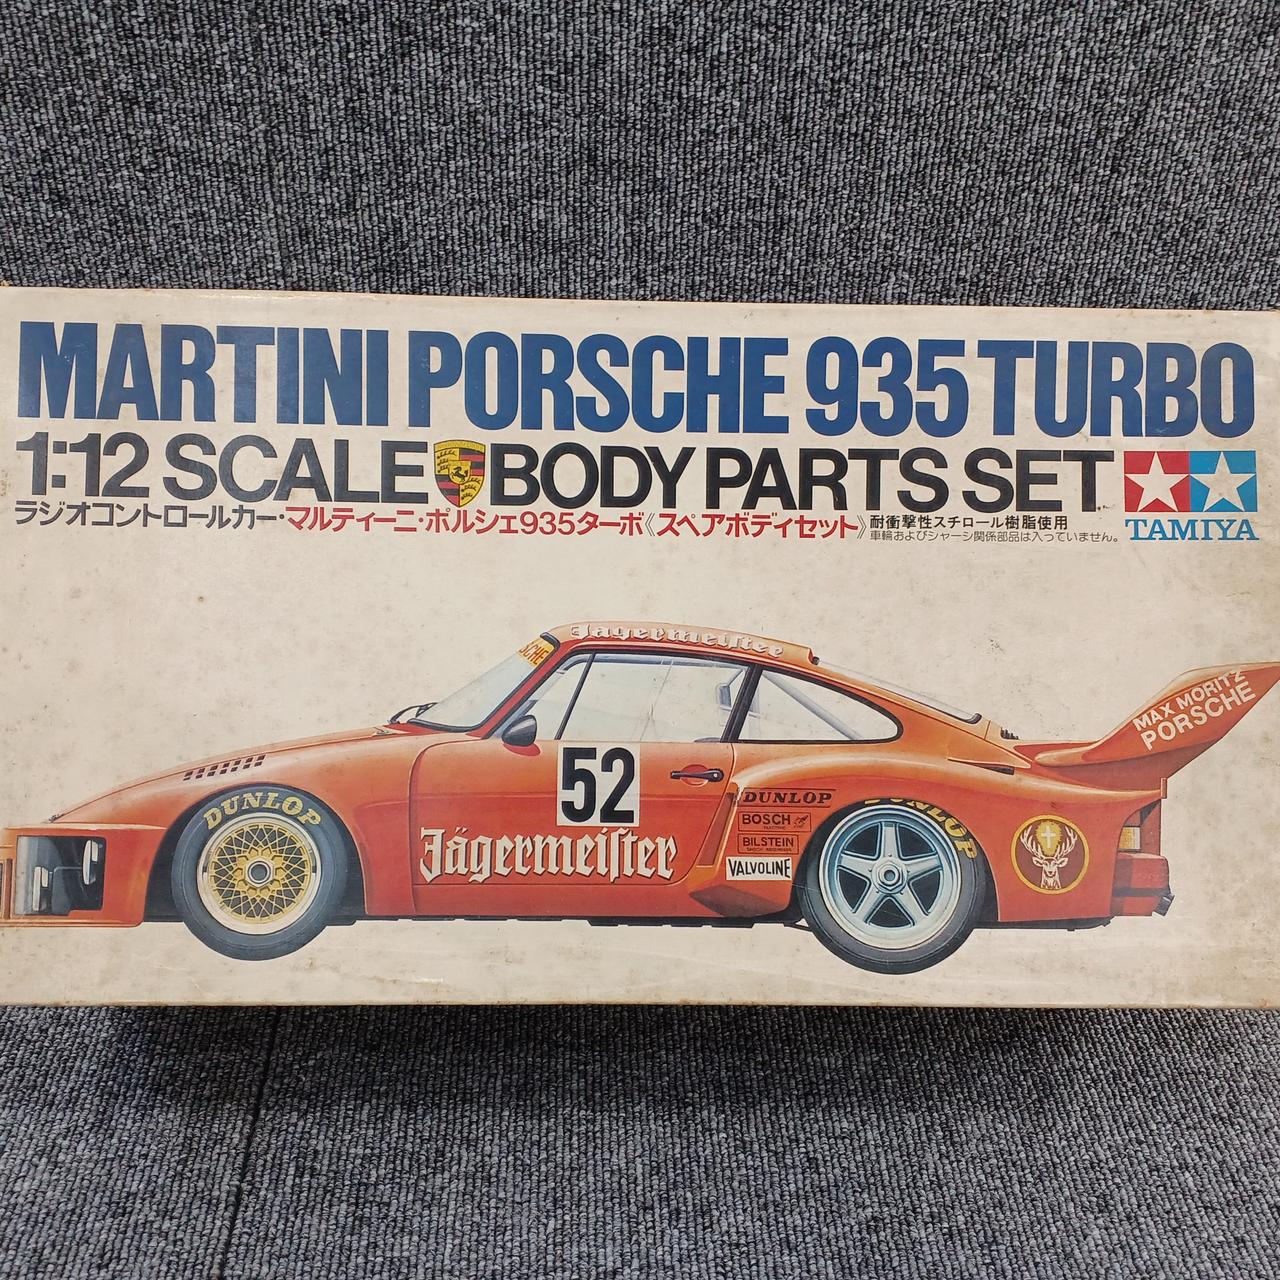 MARTINI PORSCHE 935 TURBO
1:12 SCALE BODY PARTS SET
ラジオコントロールカー・マルティーニ・ポルシェ935ターボ《スペアボディセット》
耐衝撃性スチロール樹脂使用
車輪およびシャーシ関係部品は入っていません。
TAMIYA
Jägermeiſter
SCHE
MAX MORITZ
PORSCHE
52
DUNLOP
Jägermeiſter
DUNLOP
BOSCH
BILSTEIN
VALVOLINE
DUNLOP